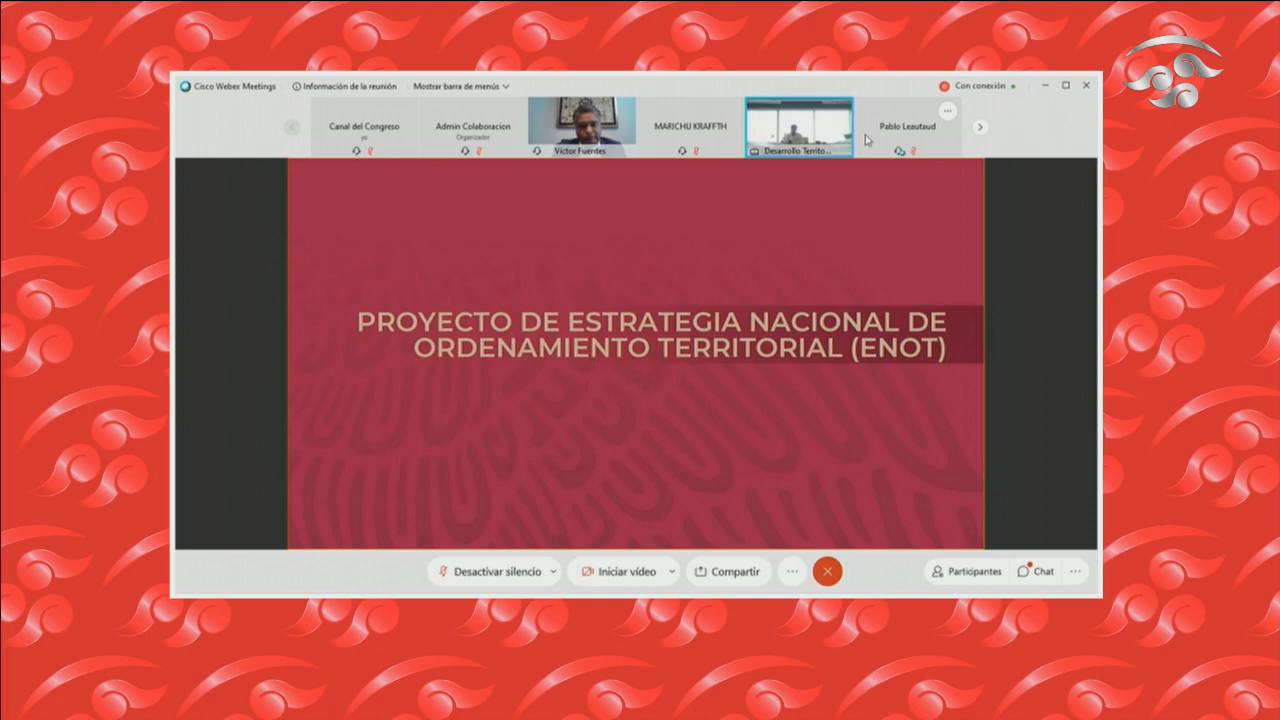 Cisco Webex Meetings
Información de la reunión
Mostrar barra de menús
Con conexión
Canal del Congreso
yo
Admin Colaboracion
Organizador
Víctor Fuentes
MARICHU KRAFFTH
Desarrollo Territo...
Pablo Leautaud
PROYECTO DE ESTRATEGIA NACIONAL DE
ORDENAMIENTO TERRITORIAL (ENOT)
Desactivar silencio
Iniciar vídeo
Compartir
Participantes
Chat